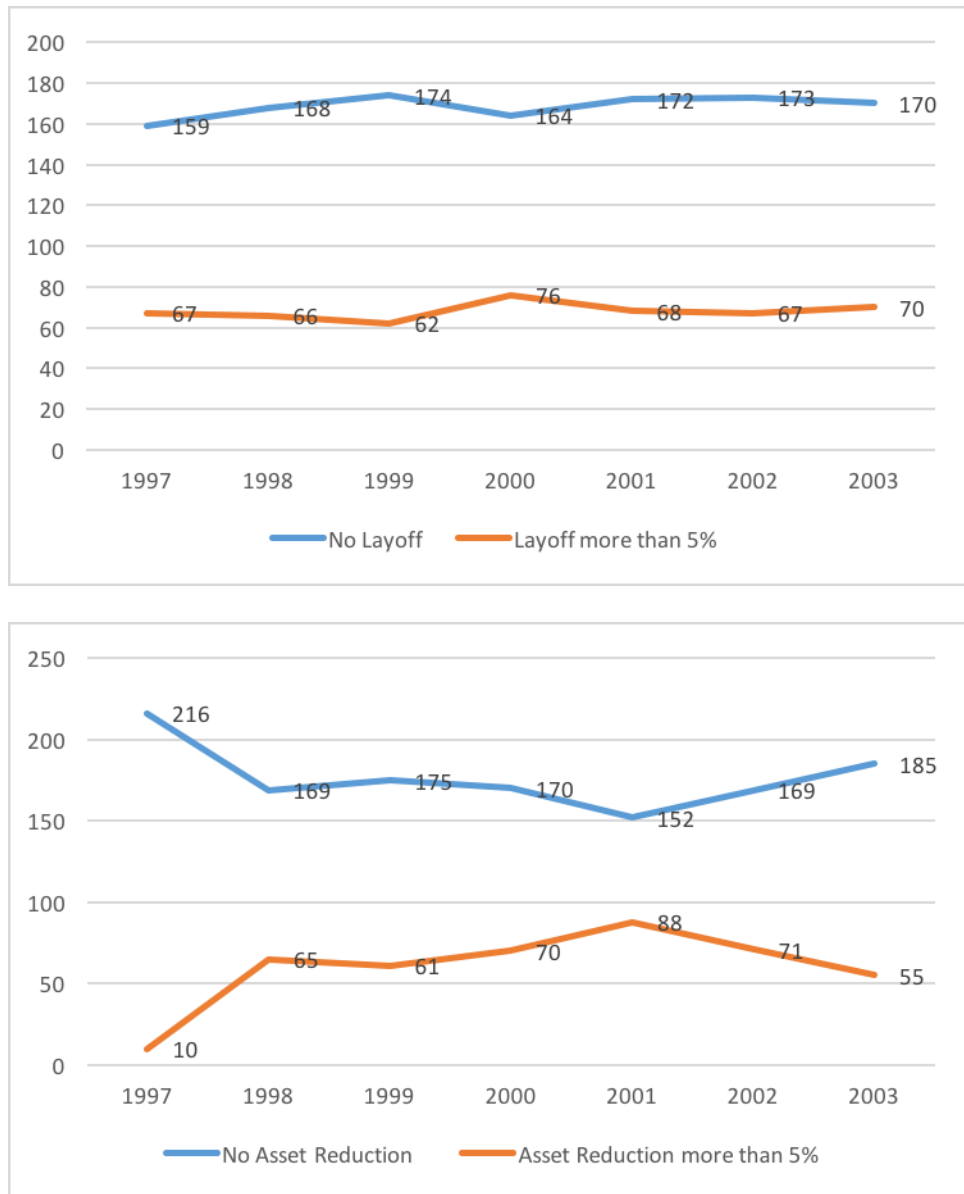 200
180
160
140
120
100
80
60
40
20
0
159 168 174 164 172 173 170
67 66 62 76 68 67 70
1997 1998 1999 2000 2001 2002 2003
No Layoff Layoff more than 5%
250
200
150
100
50
0
216 169 175 170 152 169 185
10 65 61 70 88 71 55
1997 1998 1999 2000 2001 2002 2003
No Asset Reduction Asset Reduction more than 5%